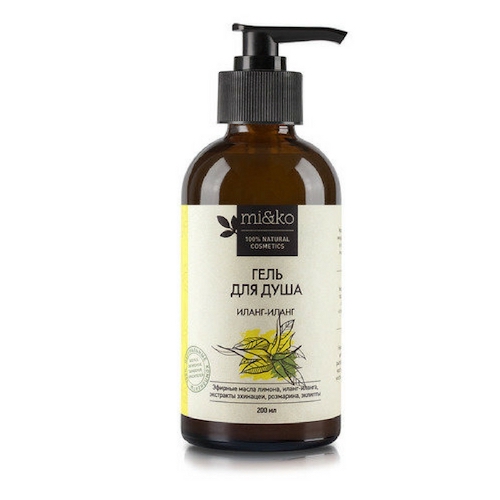 mi&ko
100% NATURAL
COSMETICS
ГЕЛЬ
ДЛЯ ДУША
ИЛАНГ-ИЛАНГ
Эфирные масла лимона, иланг-иланга,
экстракты эхинацеи, розмарина, эклипты
200 мл